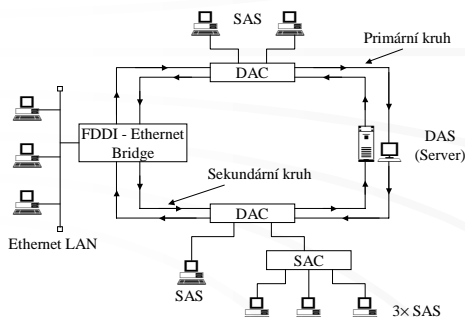 SAS
Primární kruh
DAC
FDDI - Ethernet
Bridge
DAS
(Server)
Sekundární kruh
DAC
Ethernet LAN
SAC
SAS
3× SAS